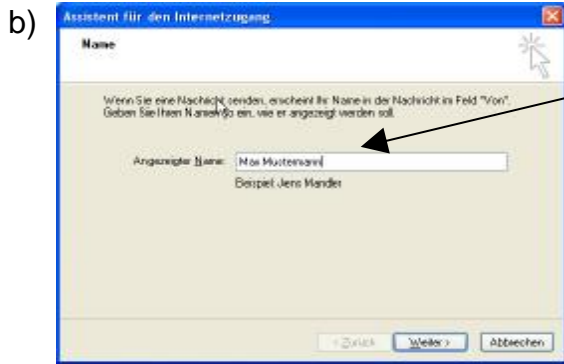 b)
Assistent für den Internetzugang
Name
Wenn Sie eine Nachricht senden, erscheint Ihr Name in der Nachricht im Feld "Von".
Geben Sie Ihren Namen so ein, wie er angezeigt werden soll.
Angezeigter Name: Max Mustermann
Beispiel: Jens Mander
< Zurück Weiter > Abbrechen